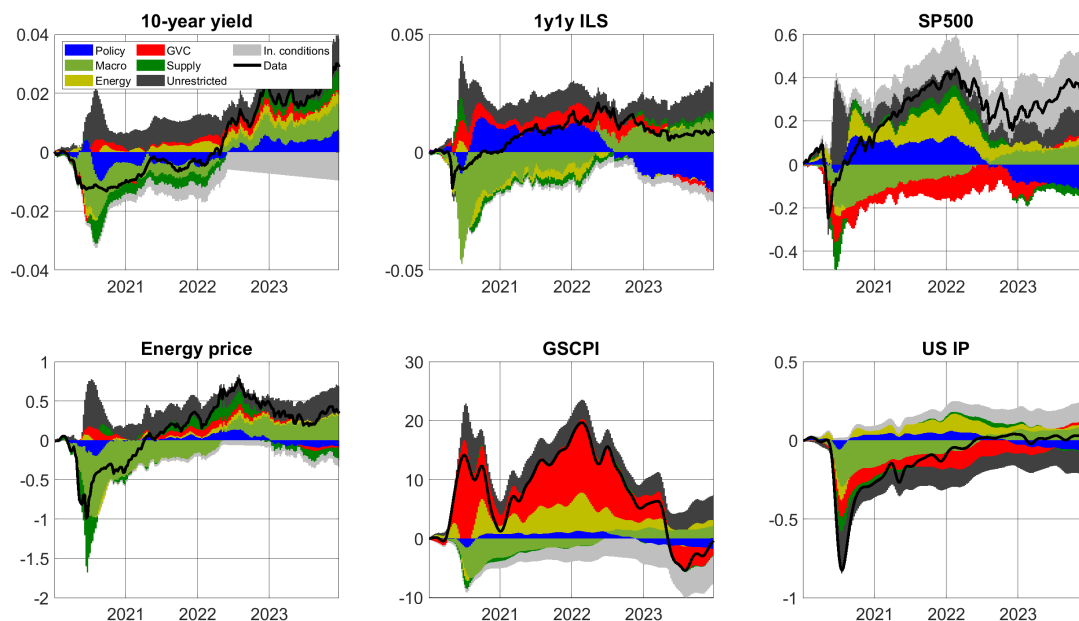 10-year yield
0.04
0.02
0
-0.02
-0.04
Policy GVC In. conditions
Macro Supply Data
Energy Unrestricted
2021 2022 2023
1y1y ILS
0.05
0
-0.05
2021 2022 2023
SP500
0.6
0.4
0.2
0
-0.2
-0.4
2021 2022 2023
Energy price
1
0.5
0
-0.5
-1
-1.5
-2
2021 2022 2023
GSCPI
30
20
10
0
-10
2021 2022 2023
US IP
0.5
0
-0.5
-1
2021 2022 2023